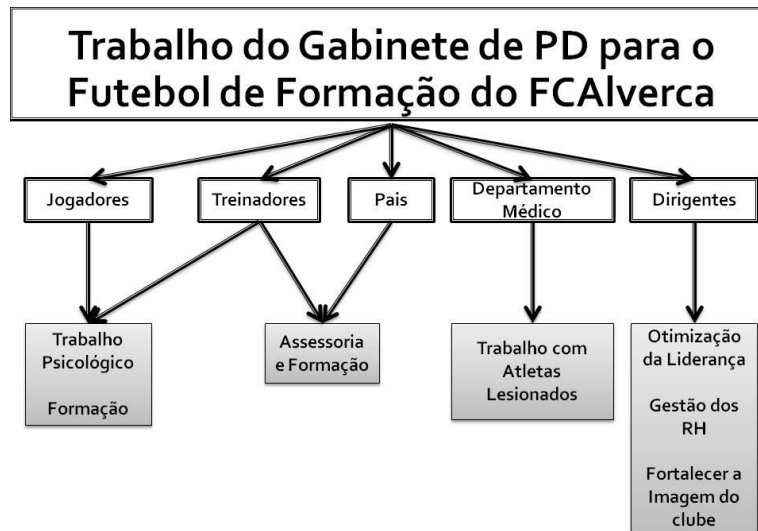 Trabalho do Gabinete de PD para o
Futebol de Formação do FCAlverca
Jogadores
Treinadores
Pais
Departamento
Médico
Dirigentes
Trabalho
Psicológico
Formação
Assessoria
e Formação
Trabalho com
Atletas
Lesionados
Otimização
da Liderança
Gestão dos
RH
Fortalecer a
Imagem do
clube